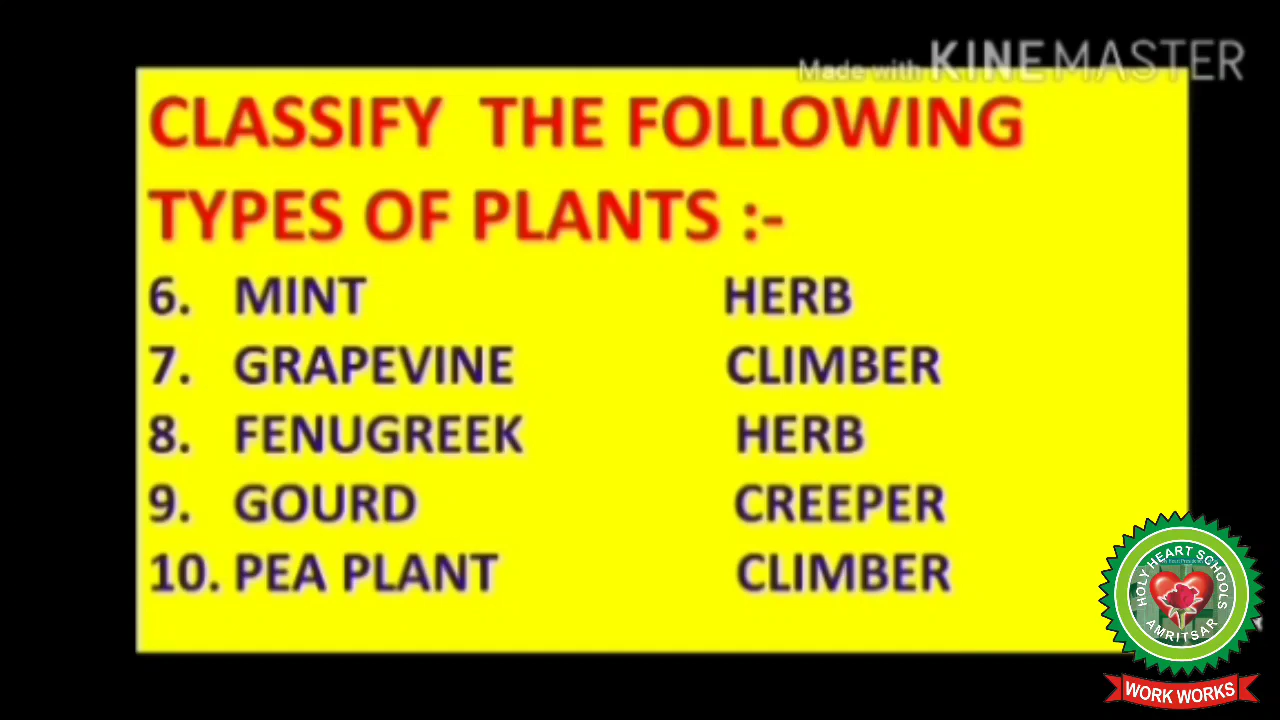 Made with KINEMASTER
CLASSIFY THE FOLLOWING
TYPES OF PLANTS :-
6. MINT HERB
7. GRAPEVINE CLIMBER
8. FENUGREEK HERB
9. GOURD CREEPER
10. PEA PLANT CLIMBER
HOLY HEART SCHOOLS
AMRITSAR
WORK WORKS